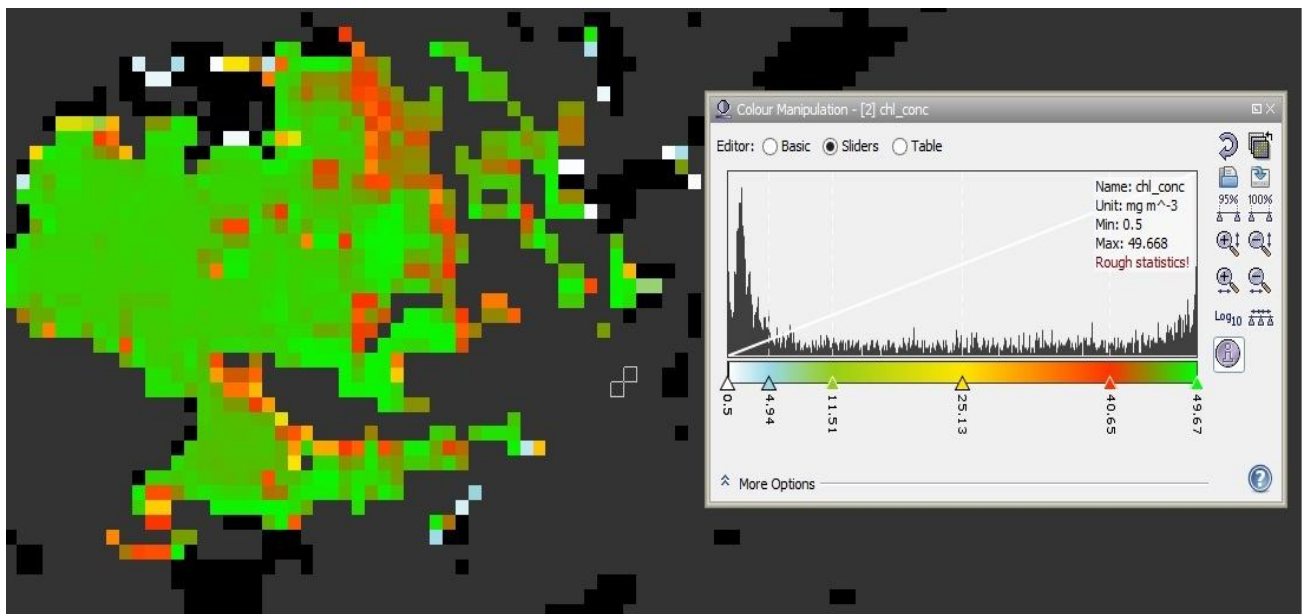 Colour Manipulation - [2] chl_conc
Editor: Basic Sliders Table
Name: chl_conc
Unit: mg m^-3
Min: 0.5
Max: 49.668
Rough statistics!
95% 100%
Log10
0.5 4.94 11.51 25.13 40.65 49.67
More Options